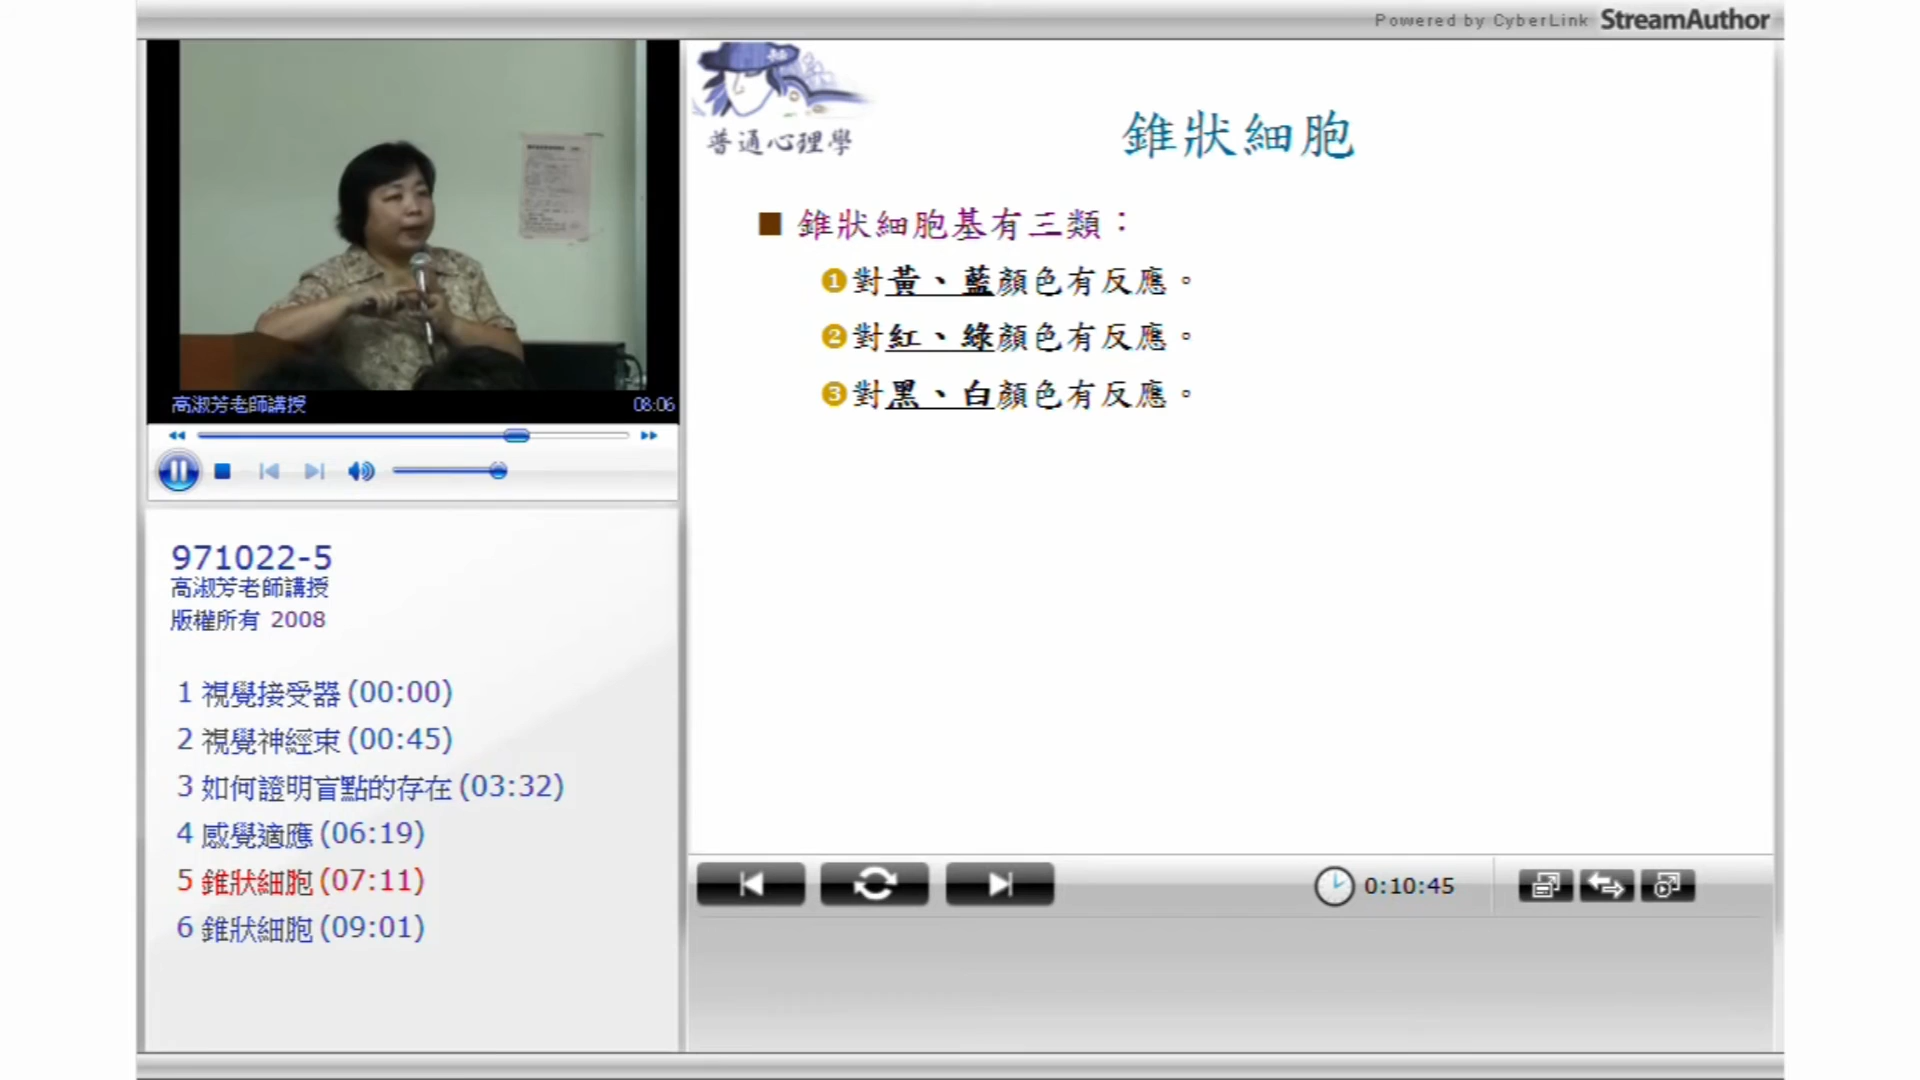 Powered by CyberLink StreamAuthor
普通心理學
錐狀細胞
錐狀細胞基有三類：
❶對黃、藍顏色有反應。
❷對紅、綠顏色有反應。
❸對黑、白顏色有反應。
高淑芳老師講授 08:06
971022-5
高淑芳老師講授
版權所有 2008
1 視覺接受器 (00:00)
2 視覺神經束 (00:45)
3 如何證明盲點的存在 (03:32)
4 感覺適應 (06:19)
5 錐狀細胞 (07:11)
6 錐狀細胞 (09:01)
0:10:45